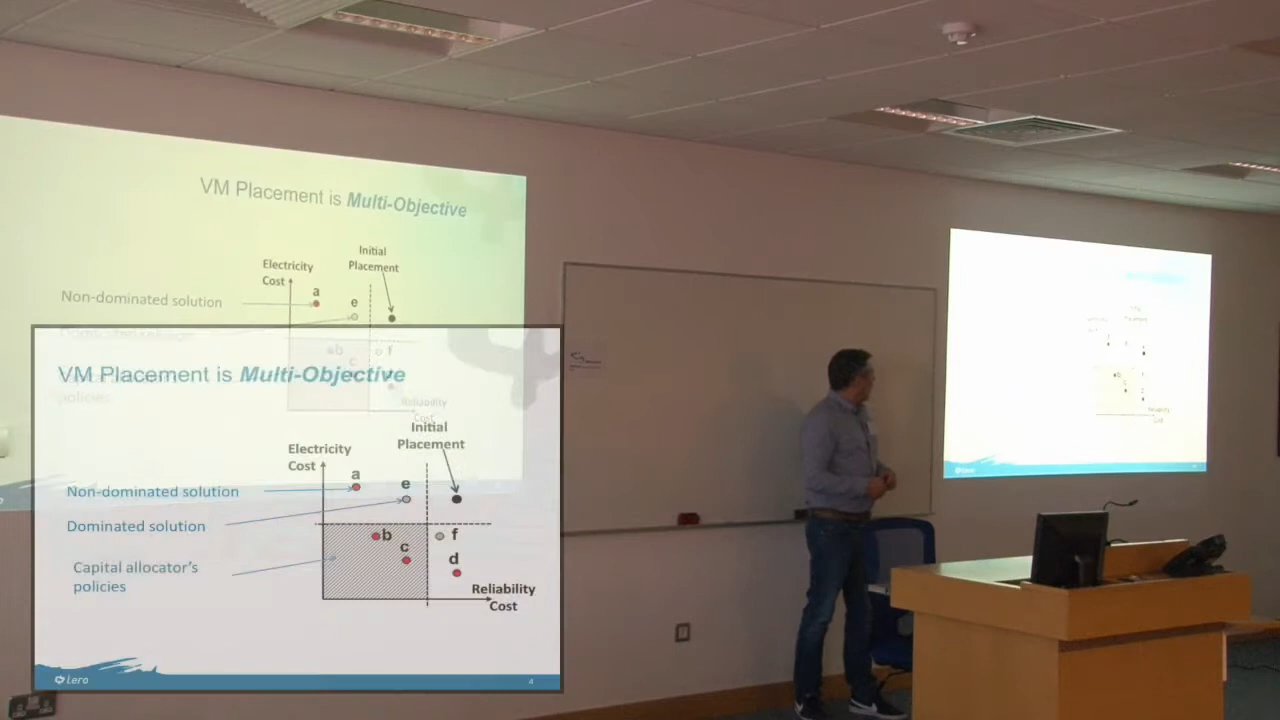 VM Placement is Multi-Objective
Initial
Placement
Electricity
Cost
a
e
Non-dominated solution
b
f
c
Reliability
Cost
VM Placement is Multi-Objective
Initial
Placement
Electricity
Cost
a
e
Non-dominated solution
Dominated solution
b
f
c
d
Capital allocator's
policies
Reliability
Cost
lero
4